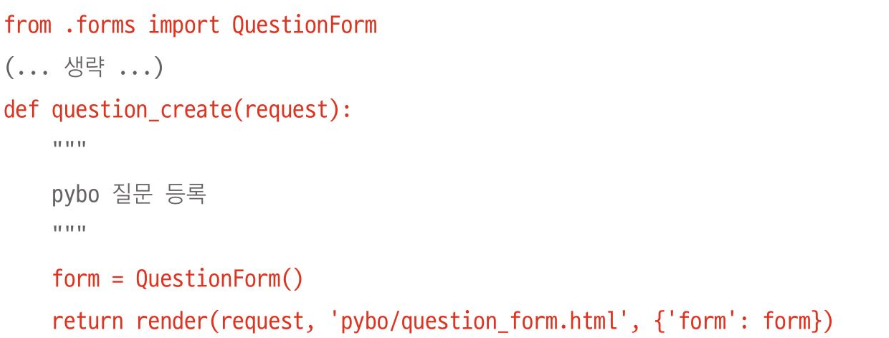 from .forms import QuestionForm
(... 생략 ...)
def question_create(request):
    """
    pybo 질문 등록
    """
    form = QuestionForm()
    return render(request, 'pybo/question_form.html', {'form': form})